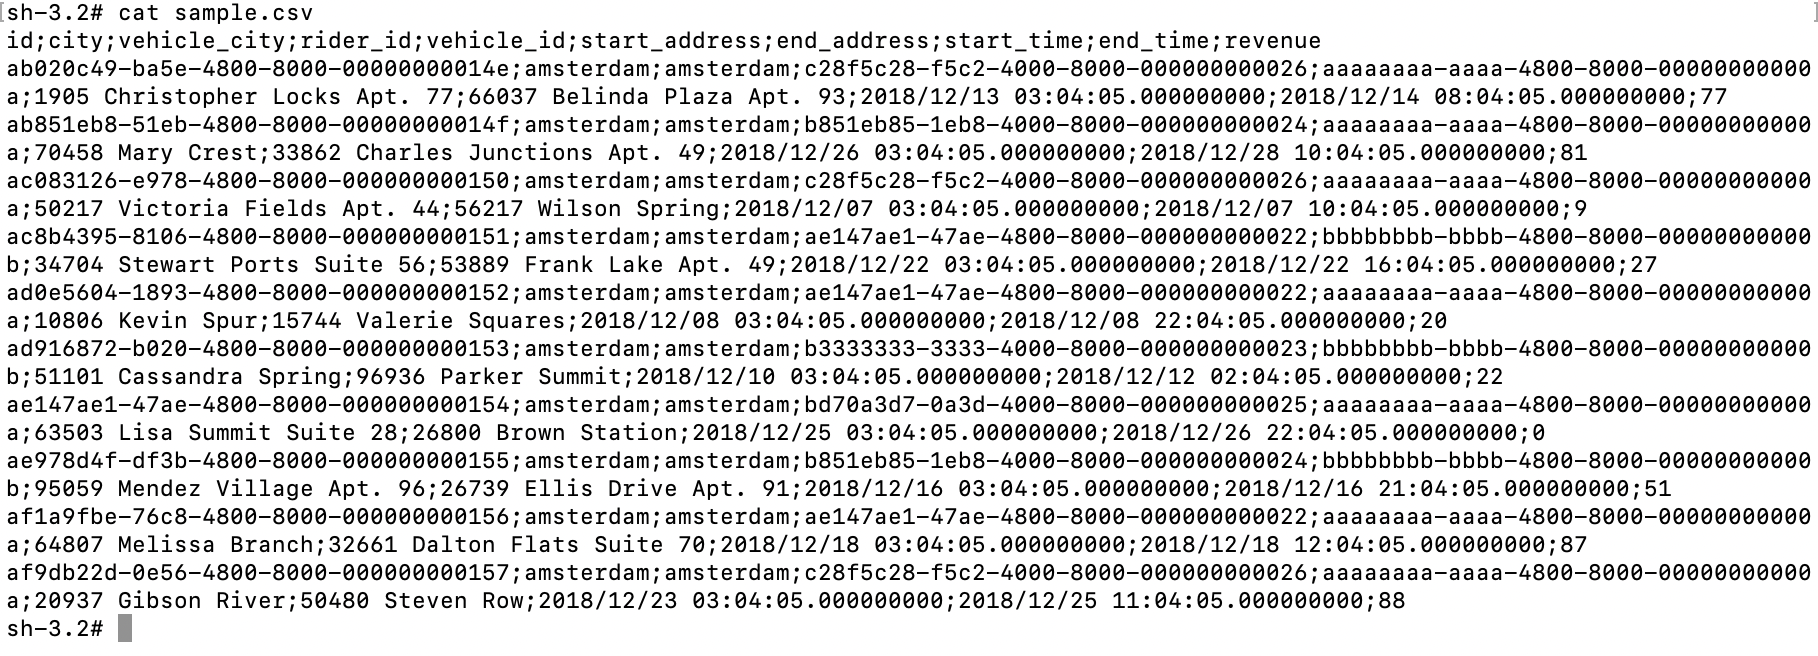 sh-3.2# cat sample.csv
id;city;vehicle_city;rider_id;vehicle_id;start_address;end_address;start_time;end_time;revenue
ab020c49-ba5e-4800-8000-00000000014e;amsterdam;amsterdam;c28f5c28-f5c2-4000-8000-000000000026;aaaaaaaa-aaaa-4800-8000-00000000000
a;1905 Christopher Locks Apt. 77;66037 Belinda Plaza Apt. 93;2018/12/13 03:04:05.000000000;2018/12/14 08:04:05.000000000;77
ab851eb8-51eb-4800-8000-00000000014f;amsterdam;amsterdam;b851eb85-1eb8-4000-8000-000000000024;aaaaaaaa-aaaa-4800-8000-00000000000
a;70458 Mary Crest;33862 Charles Junctions Apt. 49;2018/12/26 03:04:05.000000000;2018/12/28 10:04:05.000000000;81
ac083126-e978-4800-8000-000000000150;amsterdam;amsterdam;c28f5c28-f5c2-4000-8000-000000000026;aaaaaaaa-aaaa-4800-8000-00000000000
a;50217 Victoria Fields Apt. 44;56217 Wilson Spring;2018/12/07 03:04:05.000000000;2018/12/07 10:04:05.000000000;9
ac8b4395-8106-4800-8000-000000000151;amsterdam;amsterdam;ae147ae1-47ae-4800-8000-000000000022;bbbbbbbb-bbbb-4800-8000-00000000000
b;34704 Stewart Ports Suite 56;53889 Frank Lake Apt. 49;2018/12/22 03:04:05.000000000;2018/12/22 16:04:05.000000000;27
ad0e5604-1893-4800-8000-000000000152;amsterdam;amsterdam;ae147ae1-47ae-4800-8000-000000000022;aaaaaaaa-aaaa-4800-8000-00000000000
a;10806 Kevin Spur;15744 Valerie Squares;2018/12/08 03:04:05.000000000;2018/12/08 22:04:05.000000000;20
ad916872-b020-4800-8000-000000000153;amsterdam;amsterdam;b3333333-3333-4000-8000-000000000023;bbbbbbbb-bbbb-4800-8000-00000000000
b;51101 Cassandra Spring;96936 Parker Summit;2018/12/10 03:04:05.000000000;2018/12/12 02:04:05.000000000;22
ae147ae1-47ae-4800-8000-000000000154;amsterdam;amsterdam;bd70a3d7-0a3d-4000-8000-000000000025;aaaaaaaa-aaaa-4800-8000-00000000000
a;63503 Lisa Summit Suite 28;26800 Brown Station;2018/12/25 03:04:05.000000000;2018/12/26 22:04:05.000000000;0
ae978d4f-df3b-4800-8000-000000000155;amsterdam;amsterdam;b851eb85-1eb8-4000-8000-000000000024;bbbbbbbb-bbbb-4800-8000-00000000000
b;95059 Mendez Village Apt. 96;26739 Ellis Drive Apt. 91;2018/12/16 03:04:05.000000000;2018/12/16 21:04:05.000000000;51
af1a9fbe-76c8-4800-8000-000000000156;amsterdam;amsterdam;ae147ae1-47ae-4800-8000-000000000022;aaaaaaaa-aaaa-4800-8000-00000000000
a;64807 Melissa Branch;32661 Dalton Flats Suite 70;2018/12/18 03:04:05.000000000;2018/12/18 12:04:05.000000000;87
af9db22d-0e56-4800-8000-000000000157;amsterdam;amsterdam;c28f5c28-f5c2-4000-8000-000000000026;aaaaaaaa-aaaa-4800-8000-00000000000
a;20937 Gibson River;50480 Steven Row;2018/12/23 03:04:05.000000000;2018/12/25 11:04:05.000000000;88
sh-3.2#